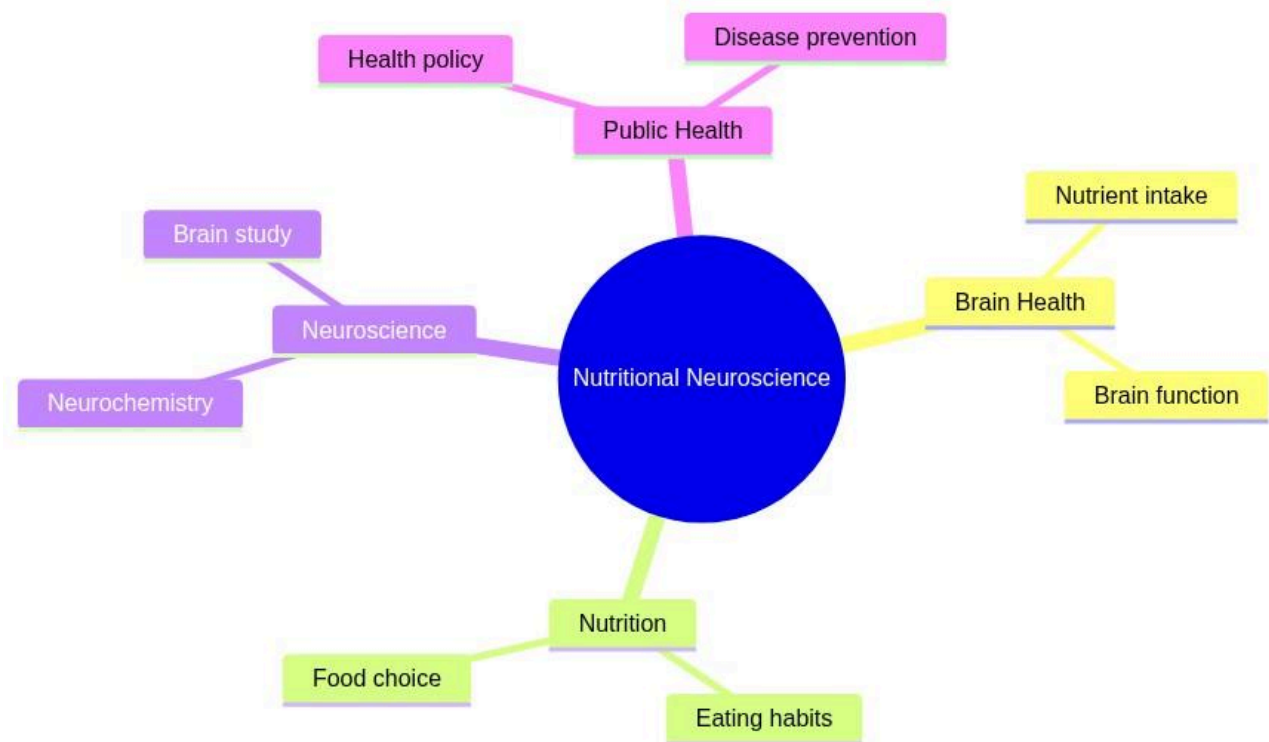 Disease prevention
Health policy
Public Health
Nutrient intake
Brain study
Brain Health
Neuroscience
Nutritional Neuroscience
Brain function
Neurochemistry
Nutrition
Food choice
Eating habits